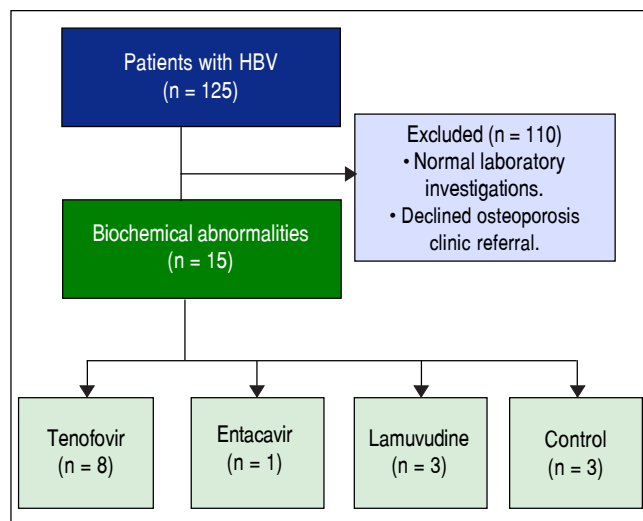 Patients with HBV
(n = 125)
Excluded (n = 110)
• Normal laboratory
investigations.
• Declined osteoporosis
clinic referral.
Biochemical abnormalities
(n = 15)
Tenofovir
(n = 8)
Entacavir
(n = 1)
Lamuvudine
(n = 3)
Control
(n = 3)